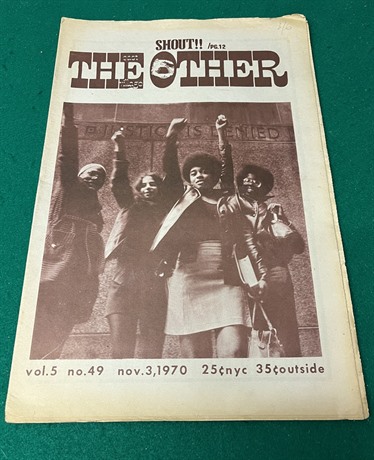 SHOUT!! /PG.12
THE OTHER
JUSTICE IS DENIED
vol.5 no.49 nov.3,1970 25¢nyc 35¢outside